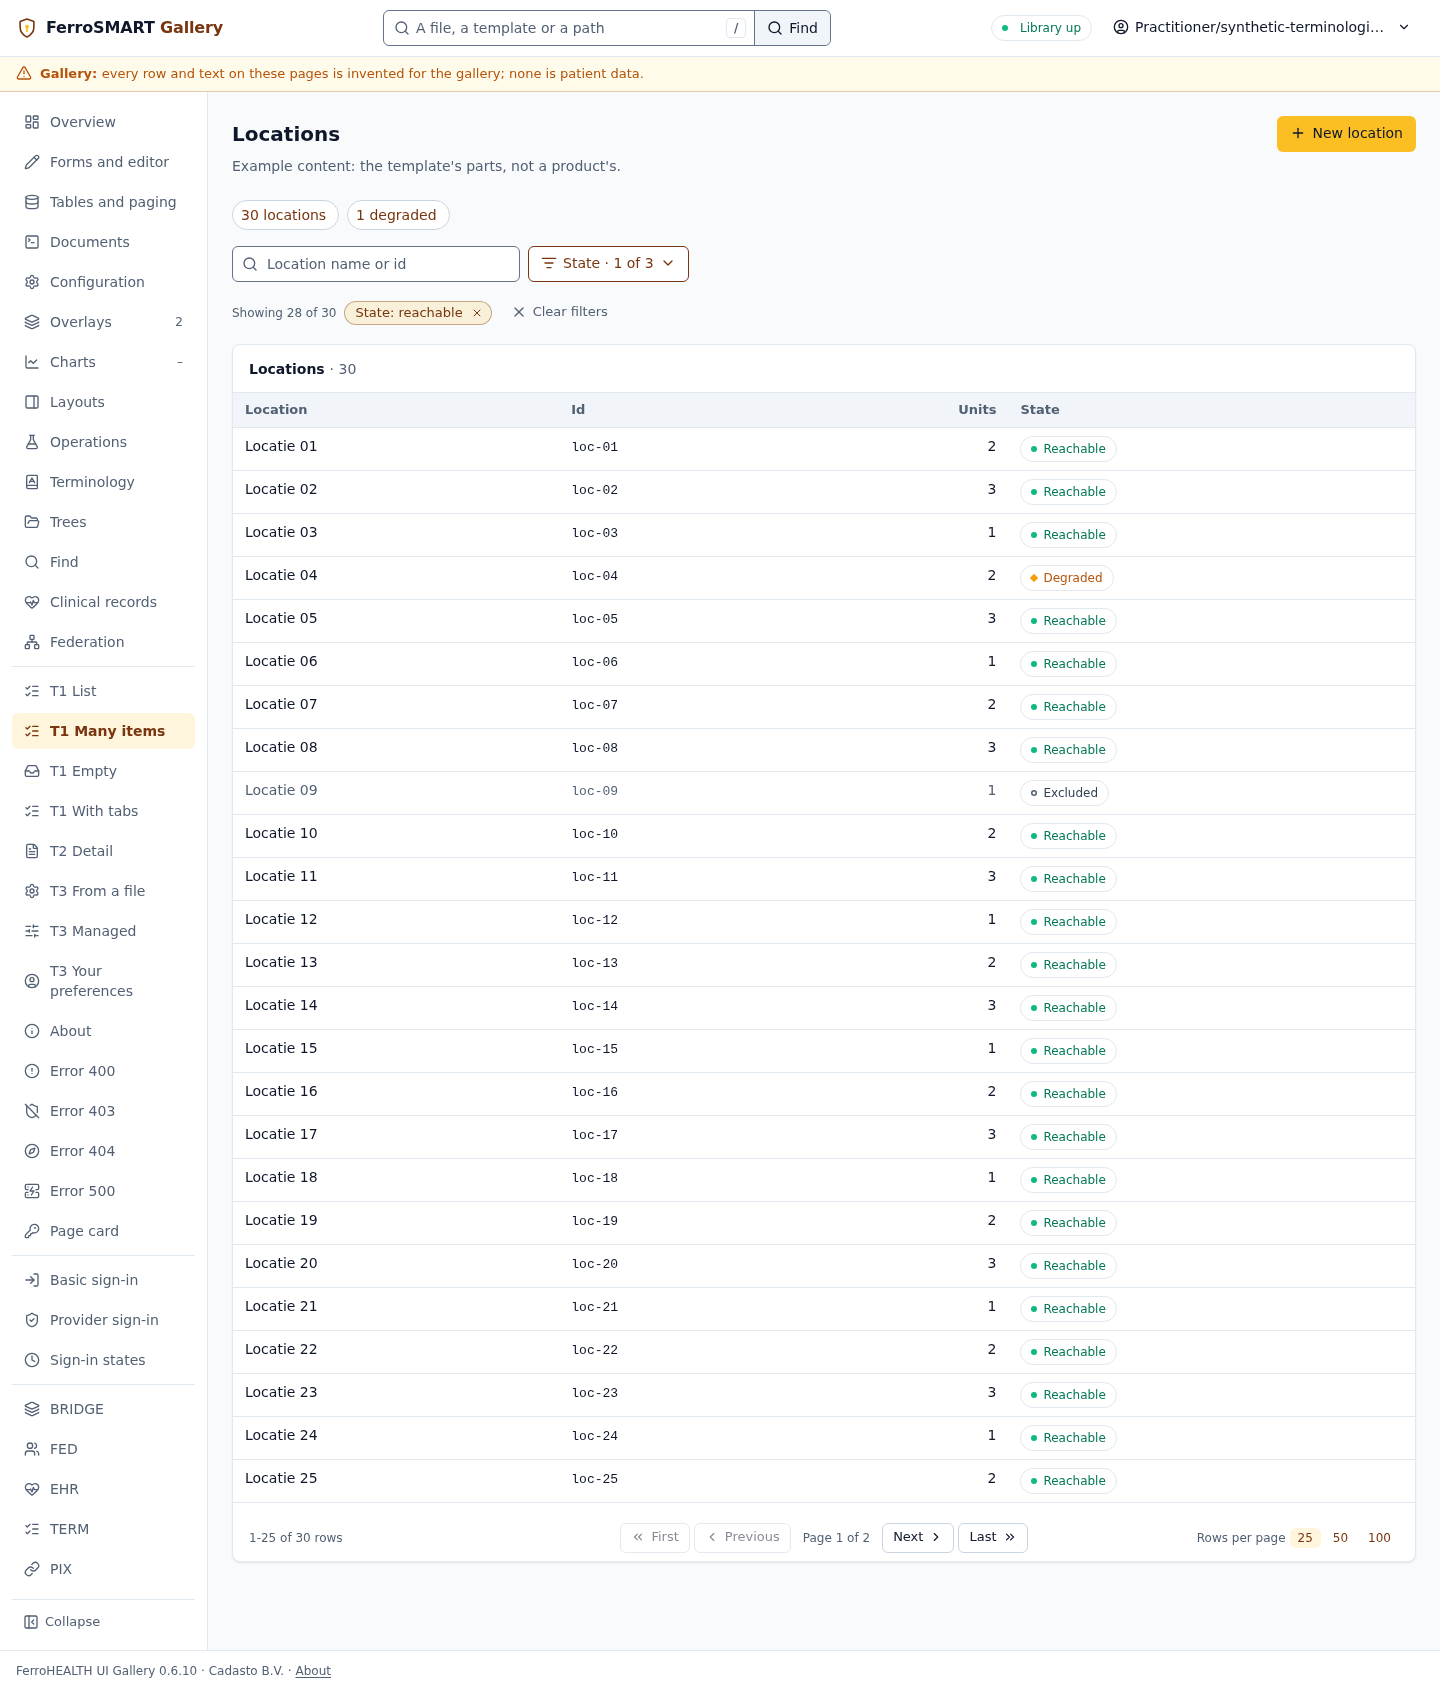 FerroSMART Gallery
A file, a template or a path
/
Find
Library up
Practitioner/synthetic-terminologi...
Gallery: every row and text on these pages is invented for the gallery; none is patient data.
Overview
Forms and editor
Tables and paging
Documents
Configuration
Overlays 2
Charts –
Layouts
Operations
Terminology
Trees
Find
Clinical records
Federation
T1 List
T1 Many items
T1 Empty
T1 With tabs
T2 Detail
T3 From a file
T3 Managed
T3 Your
preferences
About
Error 400
Error 403
Error 404
Error 500
Page card
Basic sign-in
Provider sign-in
Sign-in states
BRIDGE
FED
EHR
TERM
PIX
Collapse
Locations
New location
Example content: the template's parts, not a product's.
30 locations
1 degraded
Location name or id
State · 1 of 3
Showing 28 of 30
State: reachable
Clear filters
Locations · 30
Location Id Units State
Locatie 01 loc-01 2 Reachable
Locatie 02 loc-02 3 Reachable
Locatie 03 loc-03 1 Reachable
Locatie 04 loc-04 2 Degraded
Locatie 05 loc-05 3 Reachable
Locatie 06 loc-06 1 Reachable
Locatie 07 loc-07 2 Reachable
Locatie 08 loc-08 3 Reachable
Locatie 09 loc-09 1 Excluded
Locatie 10 loc-10 2 Reachable
Locatie 11 loc-11 3 Reachable
Locatie 12 loc-12 1 Reachable
Locatie 13 loc-13 2 Reachable
Locatie 14 loc-14 3 Reachable
Locatie 15 loc-15 1 Reachable
Locatie 16 loc-16 2 Reachable
Locatie 17 loc-17 3 Reachable
Locatie 18 loc-18 1 Reachable
Locatie 19 loc-19 2 Reachable
Locatie 20 loc-20 3 Reachable
Locatie 21 loc-21 1 Reachable
Locatie 22 loc-22 2 Reachable
Locatie 23 loc-23 3 Reachable
Locatie 24 loc-24 1 Reachable
Locatie 25 loc-25 2 Reachable
1-25 of 30 rows
First
Previous
Page 1 of 2
Next
Last
Rows per page 25 50 100
FerroHEALTH UI Gallery 0.6.10 · Cadasto B.V. · About